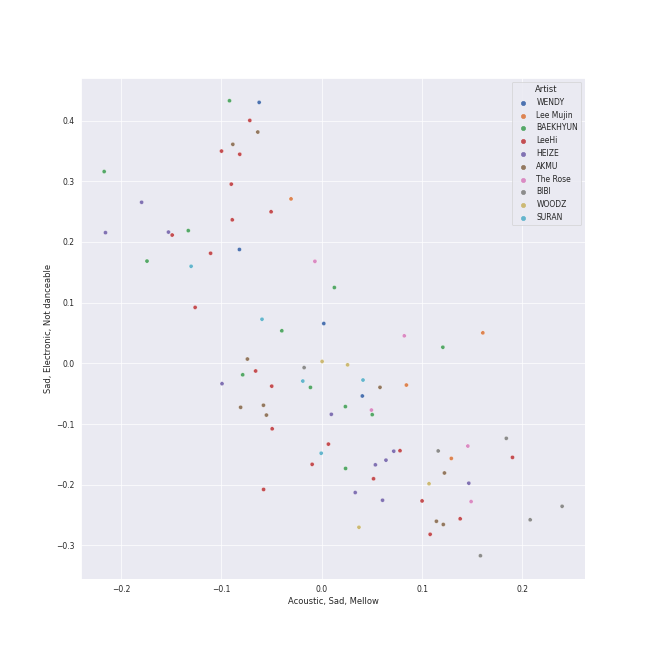 Artist
WENDY
Lee Mujin
BAEKHYUN
LeeHi
HEIZE
AKMU
The Rose
BIBI
WOODZ
SURAN
0.4
0.3
0.2
0.1
0.0
−0.1
−0.2
−0.3
Sad, Electronic, Not danceable
−0.2 −0.1 0.0 0.1 0.2
Acoustic, Sad, Mellow